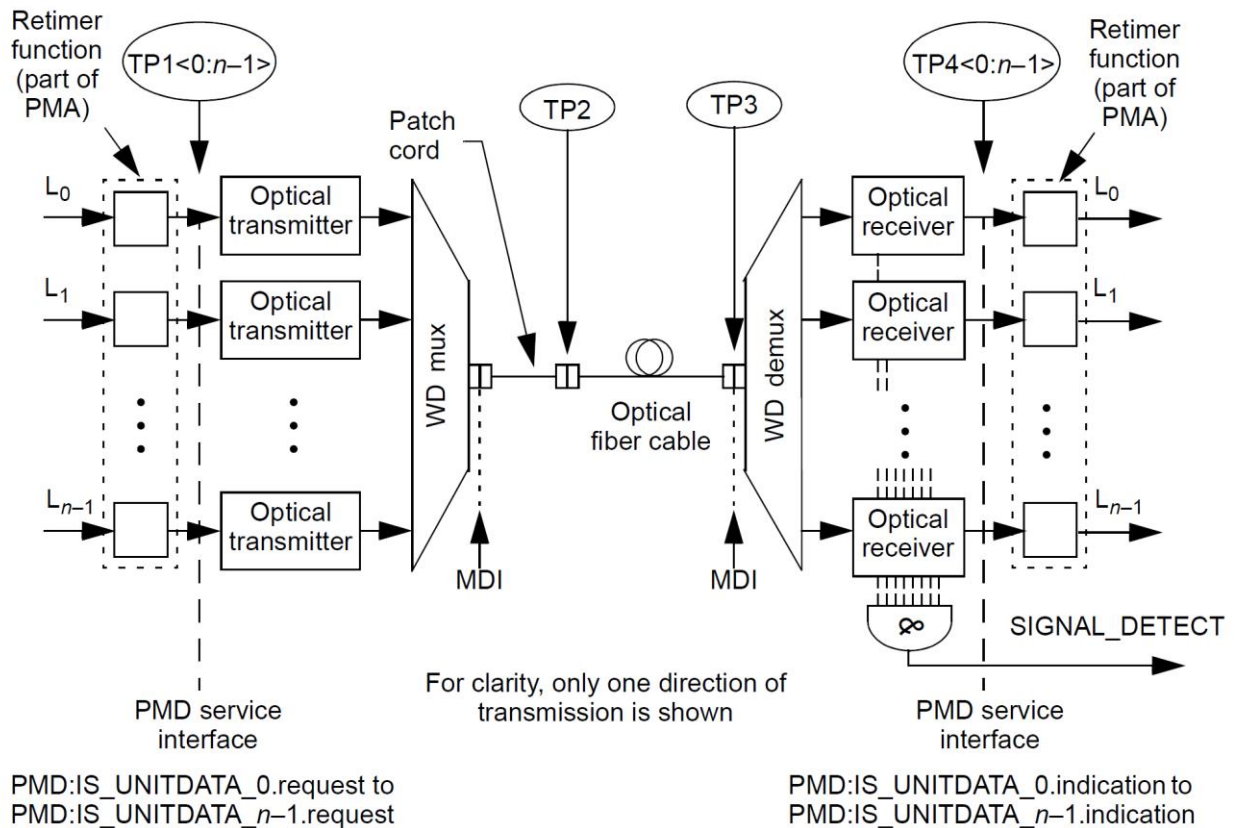 Retimer
function
(part of
PMA)
TP1<0:n–1>
TP4<0:n–1>
Retimer
function
(part of
PMA)
Patch
cord
TP2
TP3
L0
Optical
transmitter
Optical
receiver
L0
L1
Optical
transmitter
Optical
receiver
L1
WD mux
WD demux
Optical
fiber cable
Ln–1
Optical
transmitter
Optical
receiver
Ln–1
MDI
MDI
&
SIGNAL_DETECT
For clarity, only one direction of
transmission is shown
PMD service
interface
PMD service
interface
PMD:IS_UNITDATA_0.request to
PMD:IS_UNITDATA_n–1.request
PMD:IS_UNITDATA_0.indication to
PMD:IS_UNITDATA_n–1.indication